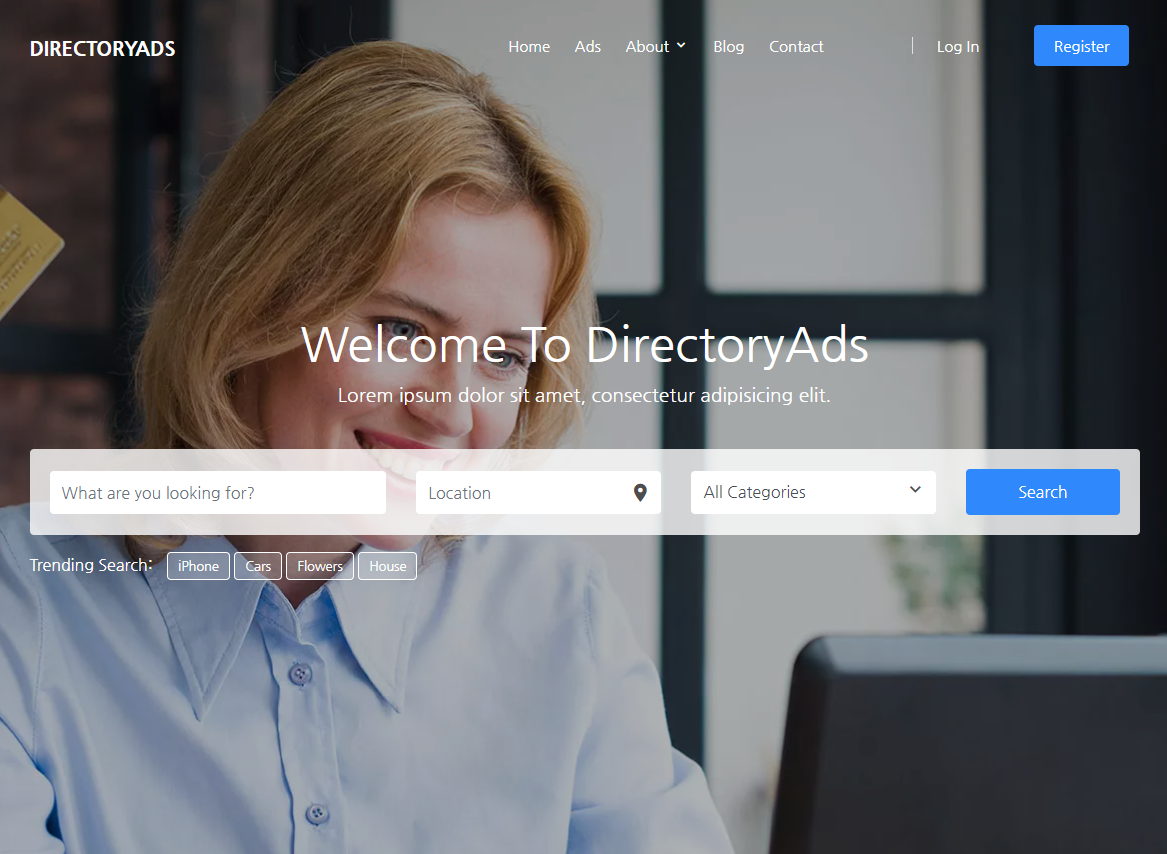 DIRECTORYADS
Home Ads About Blog Contact Log In Register
Welcome To DirectoryAds
Lorem ipsum dolor sit amet, consectetur adipisicing elit.
What are you looking for? Location All Categories Search
Trending Search: iPhone Cars Flowers House